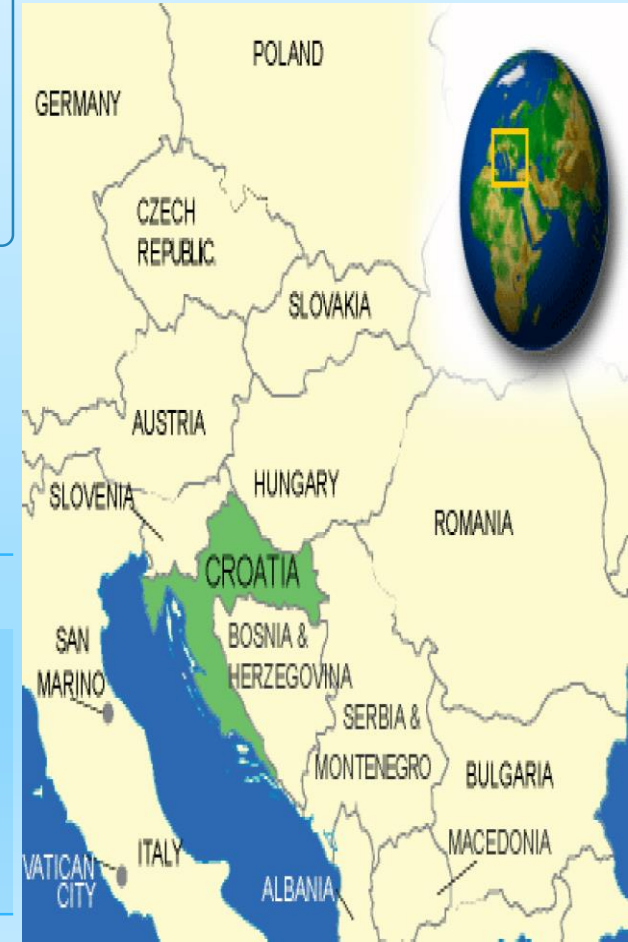 POLAND
GERMANY
CZECH
REPUBLIC
SLOVAKIA
AUSTRIA
HUNGARY
SLOVENIA
ROMANIA
CROATIA
BOSNIA &
HERZEGOVINA
SAN
MARINO
SERBIA &
MONTENEGRO
BULGARIA
MACEDONIA
ITALY
VATICAN
CITY
ALBANIA